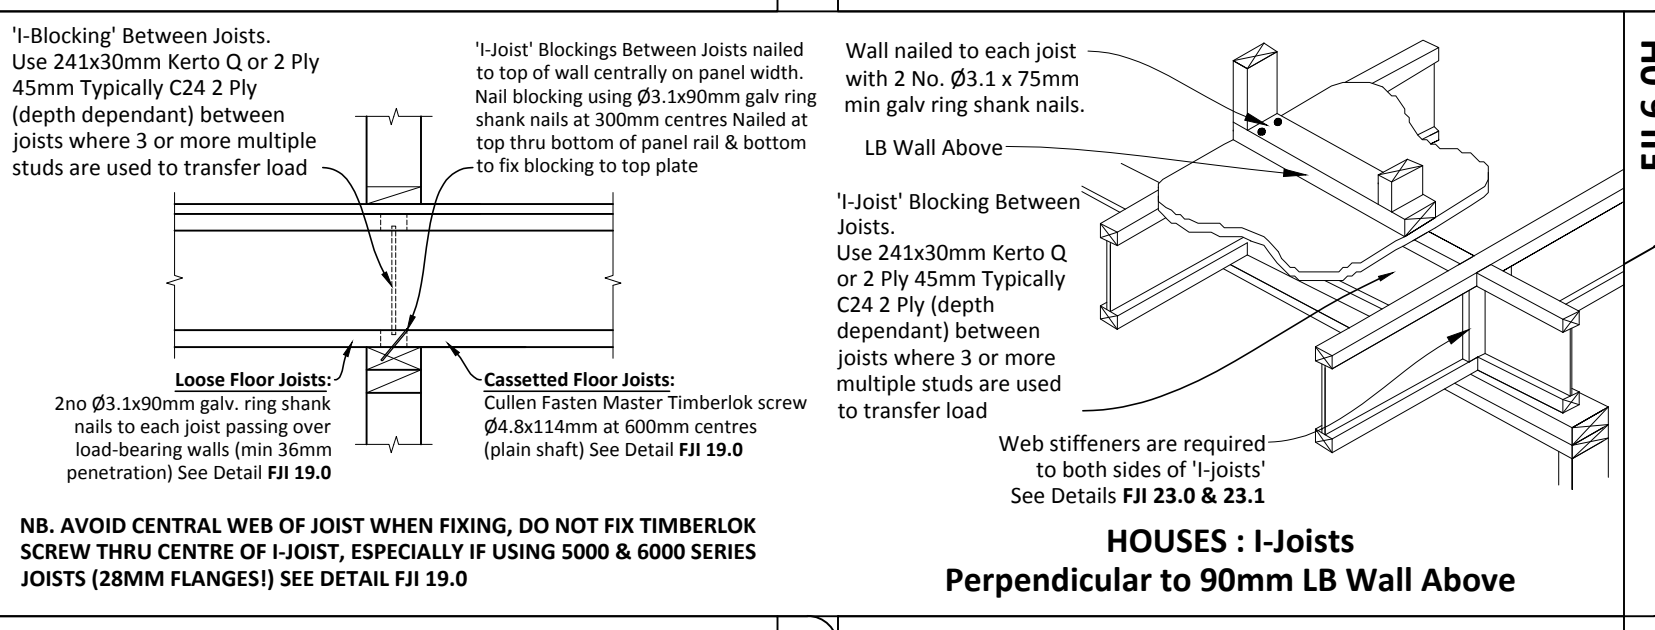 'I-Blocking' Between Joists.
Use 241x30mm Kerto Q or 2 Ply
45mm Typically C24 2 Ply
(depth dependant) between
joists where 3 or more multiple
studs are used to transfer load
'I-Joist' Blockings Between Joists nailed
to top of wall centrally on panel width.
Nail blocking using Ø3.1x90mm galv ring
shank nails at 300mm centres Nailed at
top thru bottom of panel rail & bottom
to fix blocking to top plate
Loose Floor Joists:
2no Ø3.1x90mm galv. ring shank
nails to each joist passing over
load-bearing walls (min 36mm
penetration) See Detail FJI 19.0
Cassetted Floor Joists:
Cullen Fasten Master Timberlok screw
Ø4.8x114mm at 600mm centres
(plain shaft) See Detail FJI 19.0
NB. AVOID CENTRAL WEB OF JOIST WHEN FIXING, DO NOT FIX TIMBERLOK
SCREW THRU CENTRE OF I-JOIST, ESPECIALLY IF USING 5000 & 6000 SERIES
JOISTS (28MM FLANGES!) SEE DETAIL FJI 19.0
Wall nailed to each joist
with 2 No. Ø3.1 x 75mm
min galv ring shank nails.
LB Wall Above
'I-Joist' Blocking Between
Joists.
Use 241x30mm Kerto Q
or 2 Ply 45mm Typically
C24 2 Ply (depth
dependant) between
joists where 3 or more
multiple studs are used
to transfer load
Web stiffeners are required
to both sides of 'I-joists'
See Details FJI 23.0 & 23.1
HOUSES : I-Joists
Perpendicular to 90mm LB Wall Above